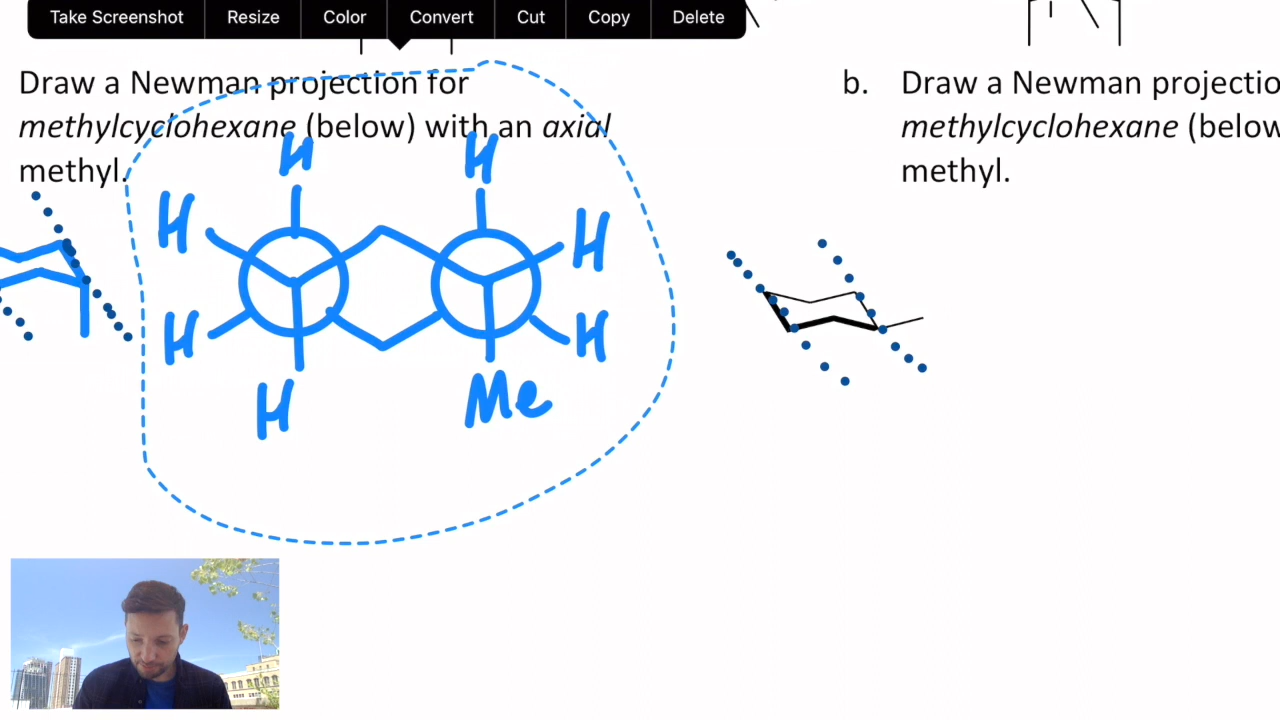 Take Screenshot Resize Color Convert Cut Copy Delete
Draw a Newman projection for
methylcyclohexane (below) with an axial
methyl.
H H
H H
H H
H Me
b. Draw a Newman projectio
methylcyclohexane (below
methyl.